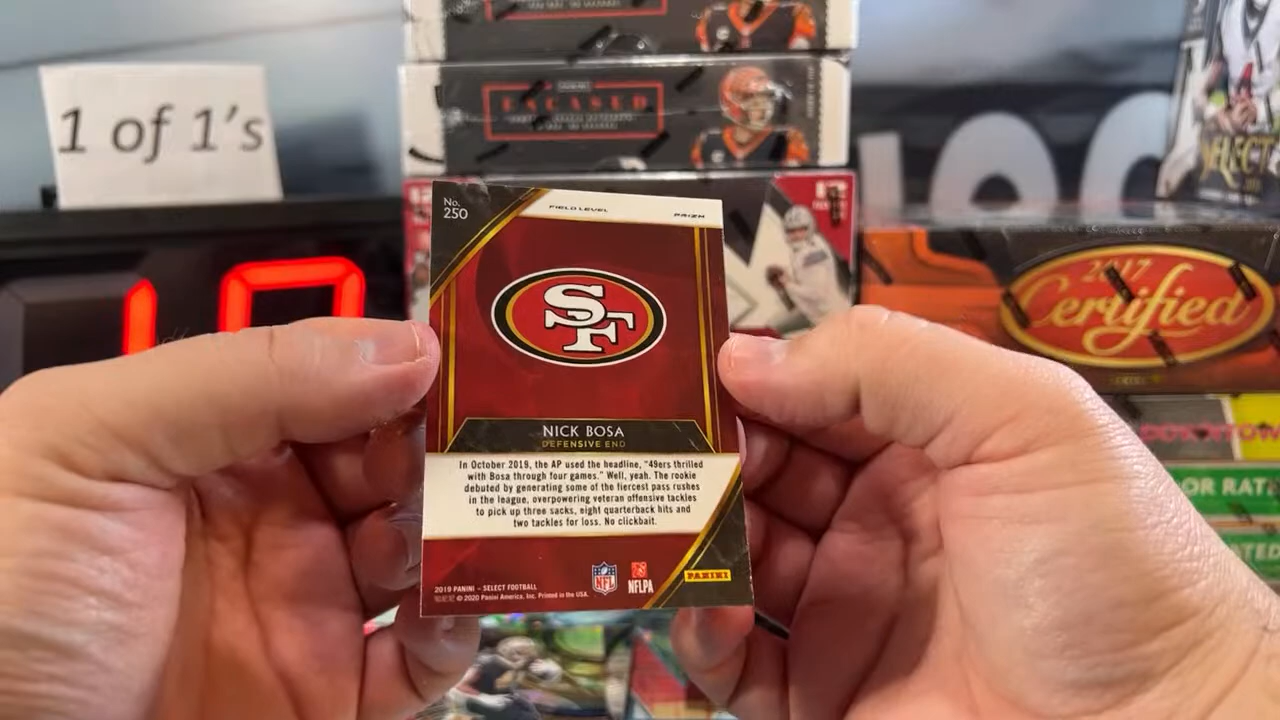 1 of 1's
ENCASED
SELECT
2017
Certified
No.
250
FIELD LEVEL
PRIZM
SF
NICK BOSA
DEFENSIVE END
In October 2019, the AP used the headline, "49ers thrilled
with Bosa through four games." Well, yeah. The rookie
debuted by generating some of the fiercest pass rushes
in the league, overpowering veteran offensive tackles
to pick up three sacks, eight quarterback hits and
two tackles for loss. No clickbait.
2019 PANINI – SELECT FOOTBALL
© 2020 Panini America, Inc. Printed in the USA.
NFL
NFLPA
PANINI
DOWNTOWN
OR RAT